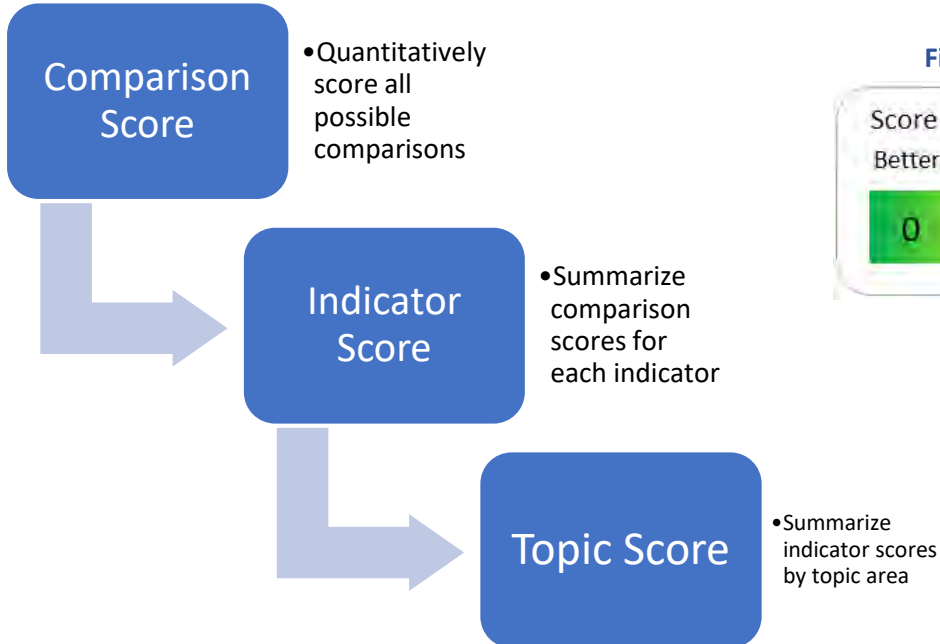 Comparison
Score
•Quantitatively
score all
possible
comparisons
Fi
Score
Better
0
Indicator
Score
•Summarize
comparison
scores for
each indicator
Topic Score
•Summarize
indicator scores
by topic area